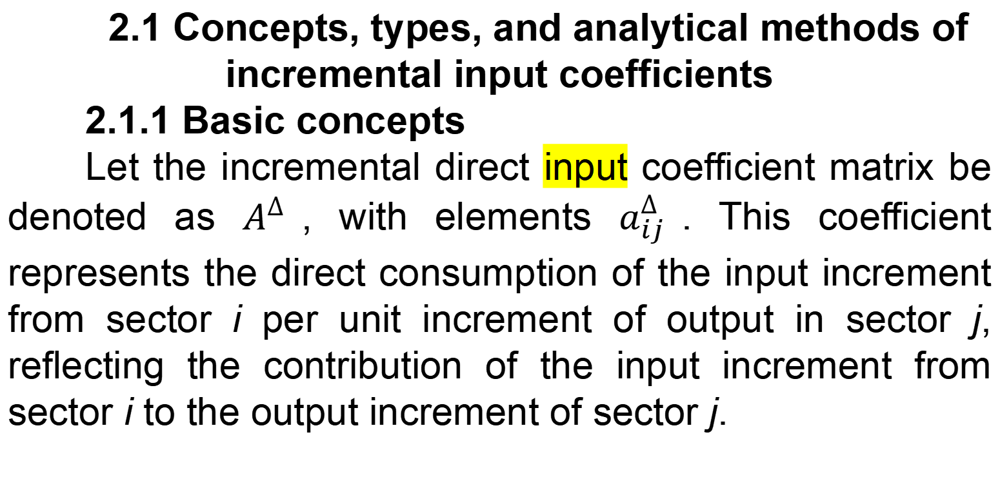 2.1 Concepts, types, and analytical methods of
incremental input coefficients
2.1.1 Basic concepts
Let the incremental direct input coefficient matrix be
denoted as $A^{\Delta}$ , with elements $a_{ij}^{\Delta}$ . This coefficient
represents the direct consumption of the input increment
from sector i per unit increment of output in sector j,
reflecting the contribution of the input increment from
sector i to the output increment of sector j.